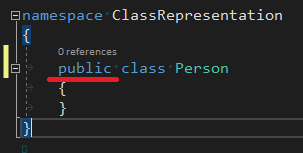 namespace ClassRepresentation
{
0 references
public class Person
{
}
}